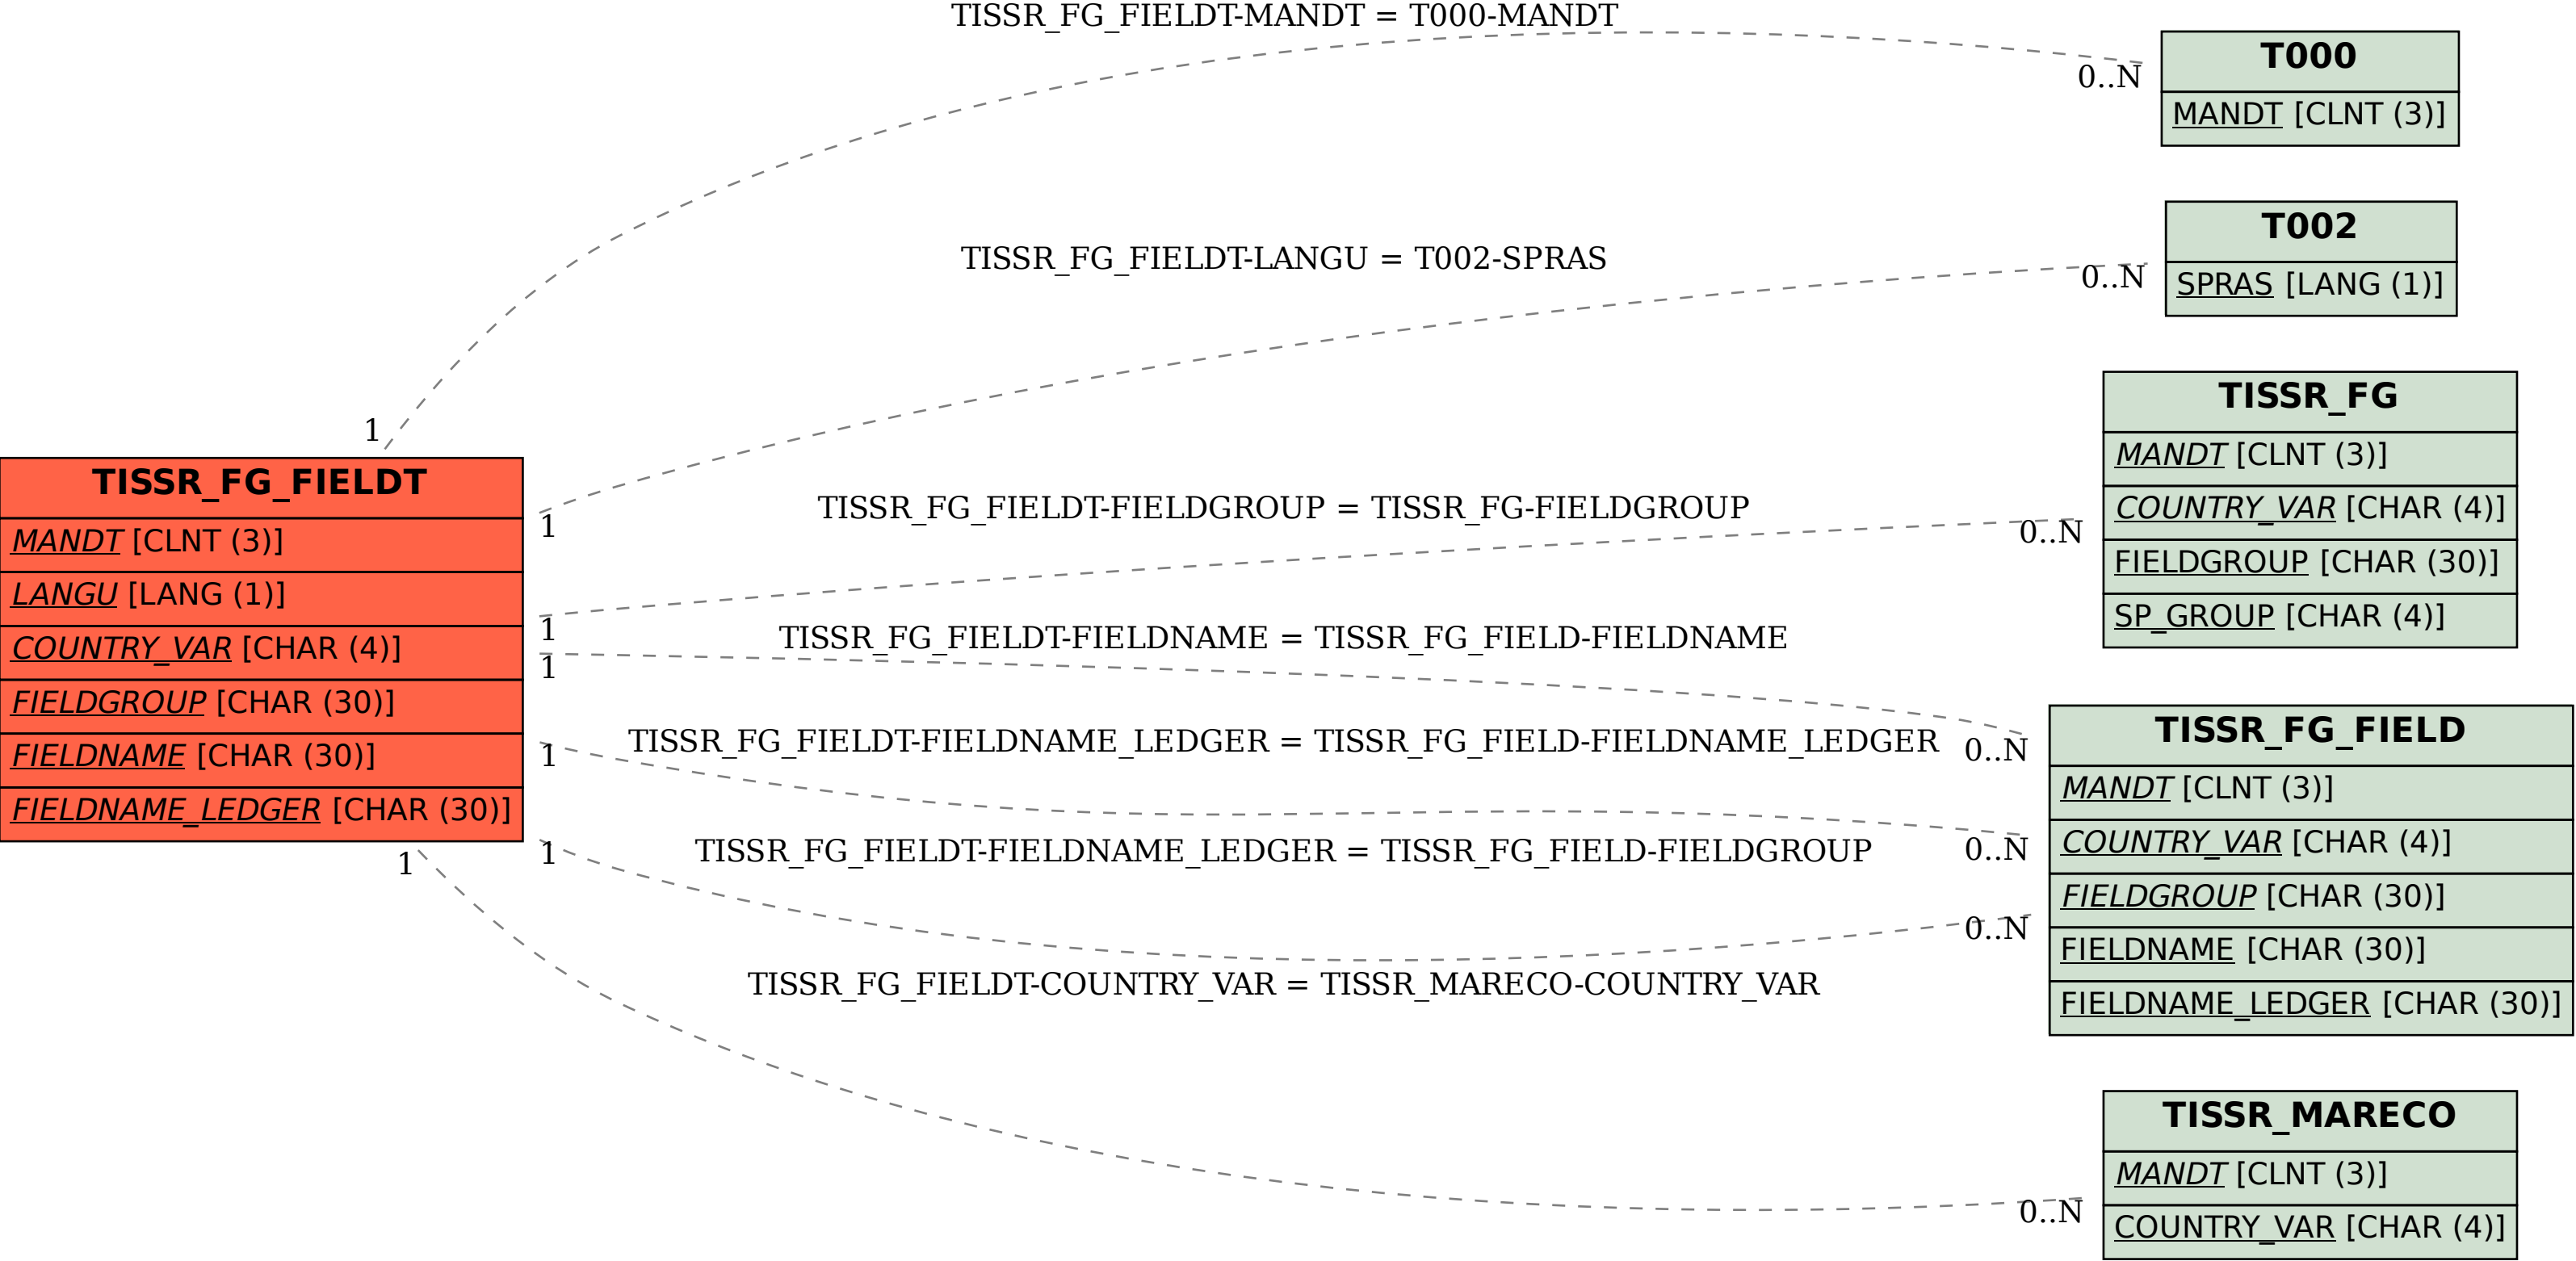 TISSR_FG_FIELDT-MANDT = T000-MANDT
1
0..N
T000
MANDT [CLNT (3)]
TISSR_FG_FIELDT-LANGU = T002-SPRAS
1
0..N
T002
SPRAS [LANG (1)]
TISSR_FG_FIELDT
MANDT [CLNT (3)]
LANGU [LANG (1)]
COUNTRY_VAR [CHAR (4)]
FIELDGROUP [CHAR (30)]
FIELDNAME [CHAR (30)]
FIELDNAME_LEDGER [CHAR (30)]
TISSR_FG_FIELDT-FIELDGROUP = TISSR_FG-FIELDGROUP
1
0..N
TISSR_FG
MANDT [CLNT (3)]
COUNTRY_VAR [CHAR (4)]
FIELDGROUP [CHAR (30)]
SP_GROUP [CHAR (4)]
TISSR_FG_FIELDT-FIELDNAME = TISSR_FG_FIELD-FIELDNAME
1
0..N
TISSR_FG_FIELDT-FIELDNAME_LEDGER = TISSR_FG_FIELD-FIELDNAME_LEDGER
1
0..N
TISSR_FG_FIELDT-FIELDNAME_LEDGER = TISSR_FG_FIELD-FIELDGROUP
1
0..N
TISSR_FG_FIELD
MANDT [CLNT (3)]
COUNTRY_VAR [CHAR (4)]
FIELDGROUP [CHAR (30)]
FIELDNAME [CHAR (30)]
FIELDNAME_LEDGER [CHAR (30)]
TISSR_FG_FIELDT-COUNTRY_VAR = TISSR_MARECO-COUNTRY_VAR
1
0..N
TISSR_MARECO
MANDT [CLNT (3)]
COUNTRY_VAR [CHAR (4)]